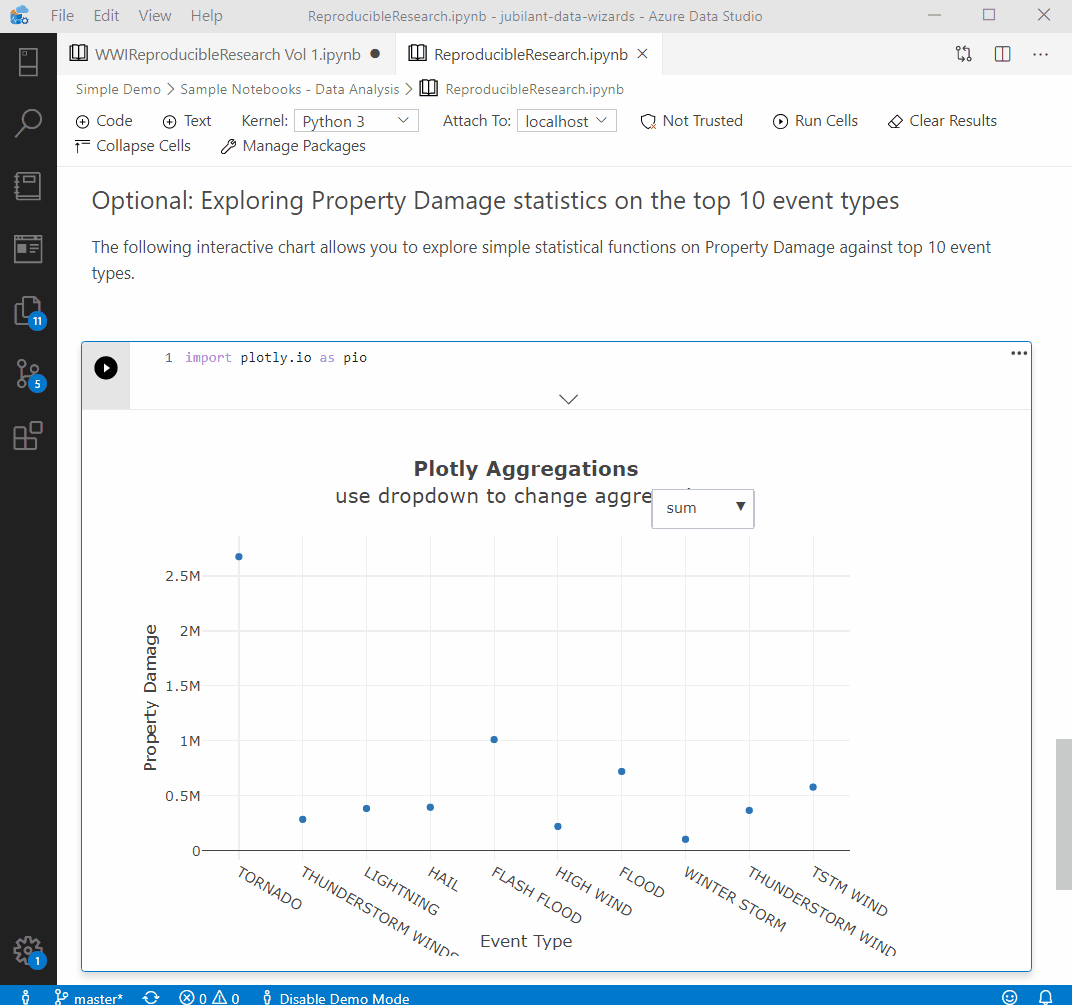 File Edit View Help ReproducibleResearch.ipynb - jubilant-data-wizards - Azure Data Studio
WWIReproducibleResearch Vol 1.ipynb ReproducibleResearch.ipynb
Simple Demo > Sample Notebooks - Data Analysis > ReproducibleResearch.ipynb
Code Text Kernel: Python 3 Attach To: localhost Not Trusted Run Cells Clear Results
Collapse Cells Manage Packages
Optional: Exploring Property Damage statistics on the top 10 event types
The following interactive chart allows you to explore simple statistical functions on Property Damage against top 10 event
types.
11
5
1 import plotly.io as pio
Plotly Aggregations
use dropdown to change aggre
sum
2.5M
2M
1.5M
1M
0.5M
0
Property Damage
TORNADO
THUNDERSTORM WINDS
LIGHTNING
HAIL
FLASH FLOOD
HIGH WIND
FLOOD
WINTER STORM
THUNDERSTORM WIND
TSTM WIND
Event Type
1
master* 0 0 Disable Demo Mode